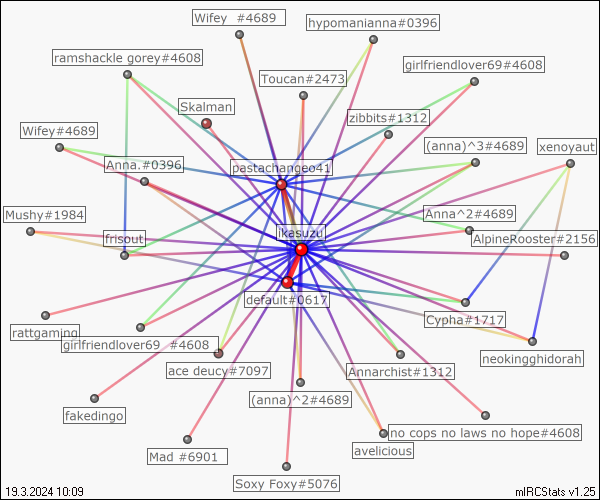 Wifey  #4689
hypomanianna#0396
ramshackle gorey#4608
girlfriendlover69#4608
Toucan#2473
Skalman
zibbits#1312
Wifey#4689
(anna)^3#4689
xenoyaut
Anna.#0396
pastachangeo41
Mushy#1984
Anna^2#4689
frisout
ikasuzu
AlpineRooster#2156
default#0617
Cypha#1717
rattgaming
girlfriendlover69  #4608
neokingghidorah
ace deucy#7097
Annarchist#1312
(anna)^2#4689
fakedingo
no cops no laws no hope#4608
Mad #6901
avelicious
Soxy Foxy#5076
19.3.2024 10:09
mIRCStats v1.25